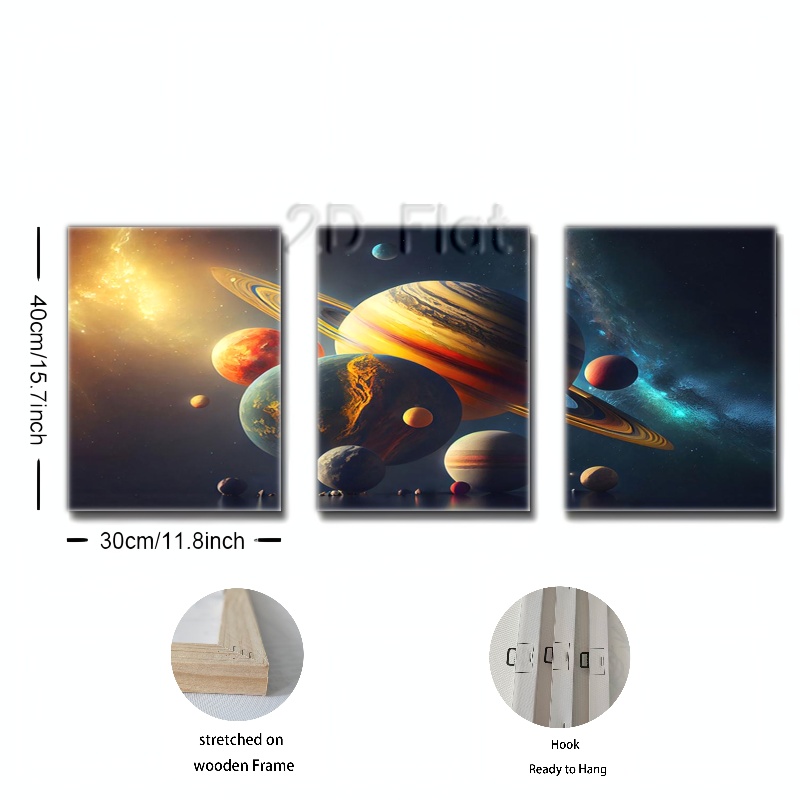 2D Flat
40cm/15.7inch
30cm/11.8inch
stretched on
wooden Frame
Hook
Ready to Hang